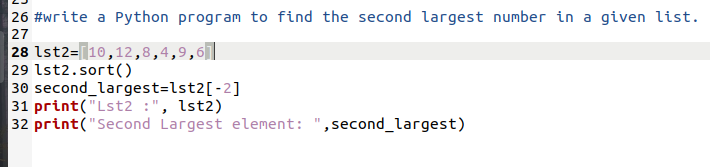 26 #write a Python program to find the second largest number in a given list.
27
28 lst2=[10,12,8,4,9,6]
29 lst2.sort()
30 second_largest=lst2[-2]
31 print("Lst2 :", lst2)
32 print("Second Largest element: ",second_largest)